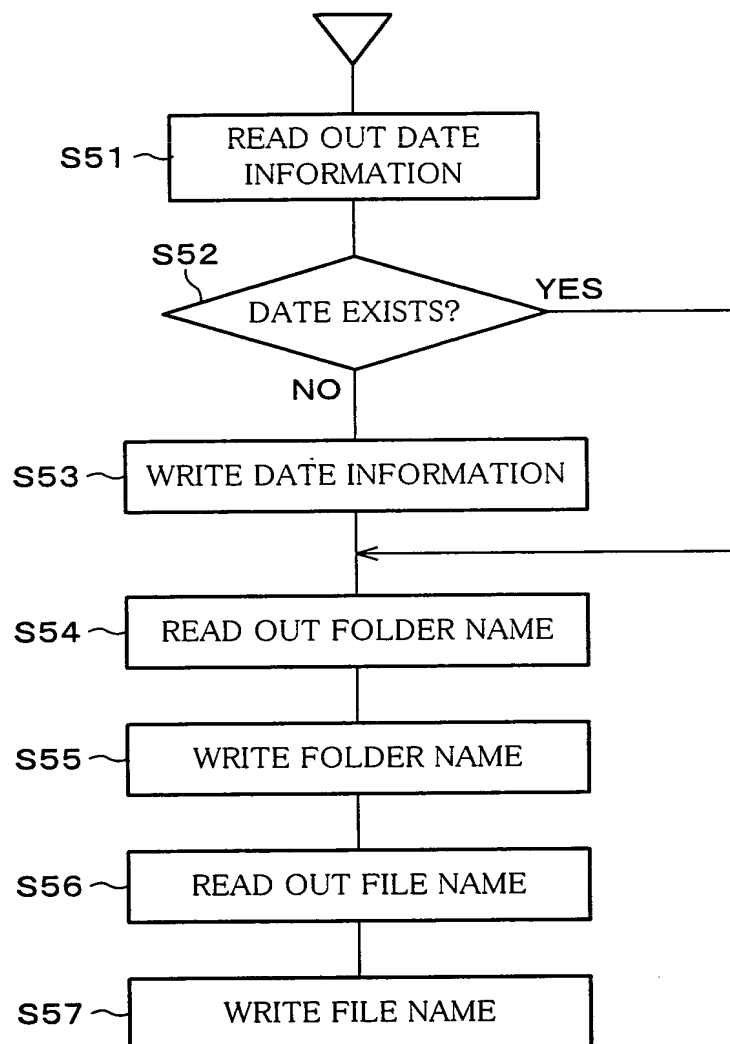 S51
READ OUT DATE
INFORMATION
S52
DATE EXISTS?
YES
NO
S53
WRITE DATE INFORMATION
S54
READ OUT FOLDER NAME
S55
WRITE FOLDER NAME
S56
READ OUT FILE NAME
S57
WRITE FILE NAME